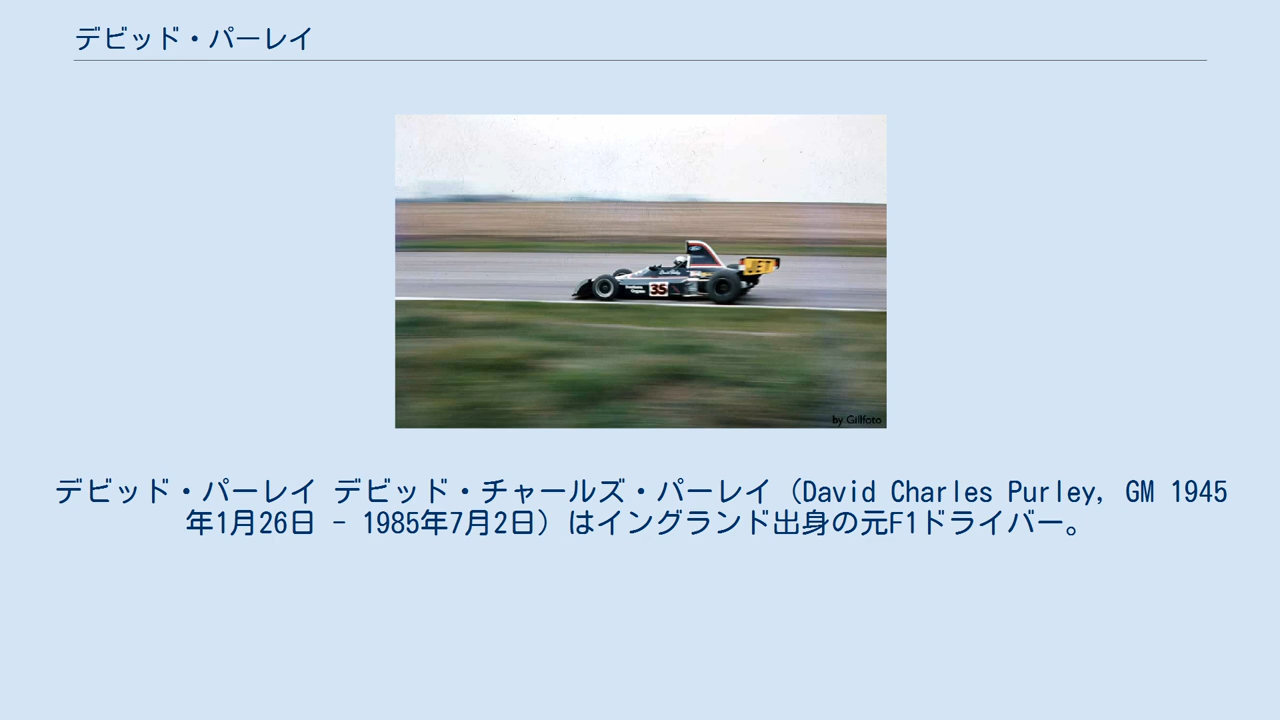 デビッド・パーレイ
35
JET
by Gillfoto
デビッド・パーレイ デビッド・チャールズ・パーレイ（David Charles Purley, GM 1945
年1月26日 - 1985年7月2日）はイングランド出身の元F1ドライバー。